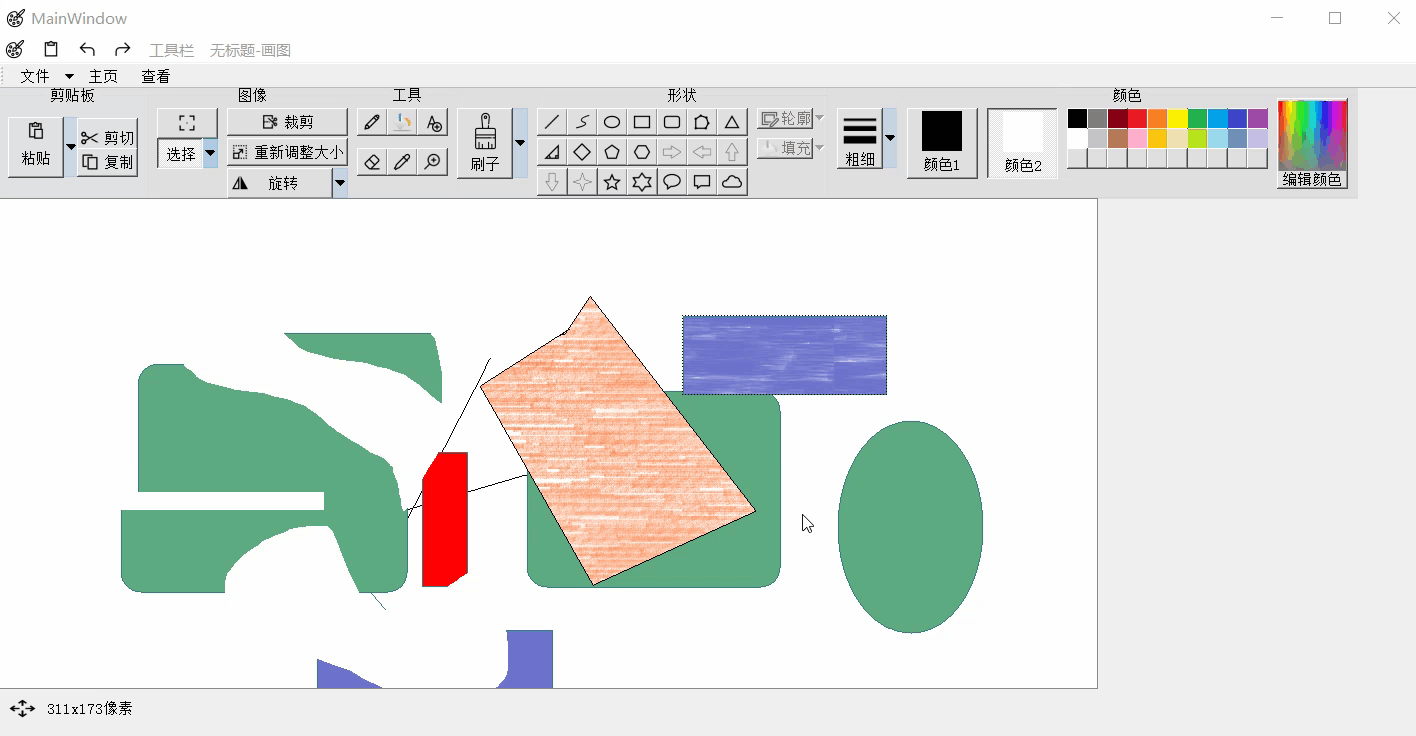 MainWindow
工具栏 无标题-画图
文件 主页 查看
剪贴板 图像 工具 形状 颜色
粘贴 剪切 复制
选择 裁剪 重新调整大小 旋转
刷子
轮廓
填充
粗细
颜色1
颜色2
编辑颜色
311x173像素